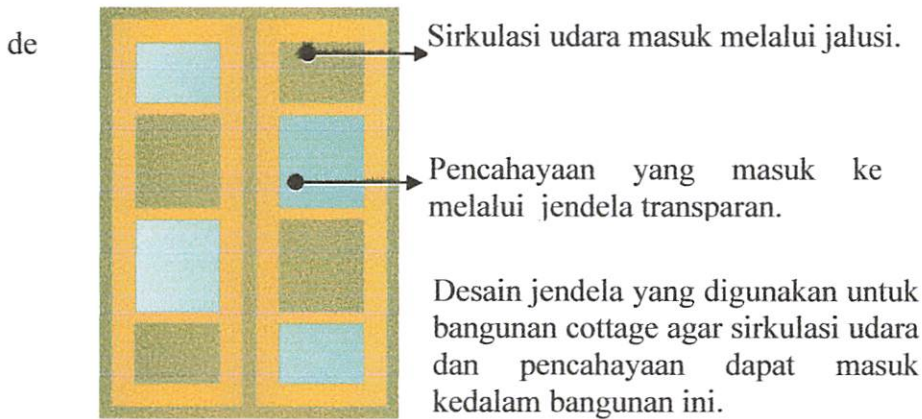 de
Sirkulasi udara masuk melalui jalusi.
Pencahayaan yang masuk ke
melalui jendela transparan.
Desain jendela yang digunakan untuk
bangunan cottage agar sirkulasi udara
dan pencahayaan dapat masuk
kedalam bangunan ini.